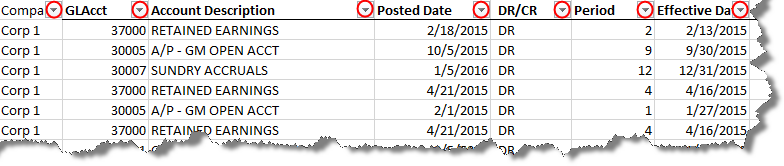 Compa GLAcct Account Description Posted Date DR/CR Period Effective Da
Corp 1 37000 RETAINED EARNINGS 2/18/2015 DR 2 2/13/2015
Corp 1 30005 A/P - GM OPEN ACCT 10/5/2015 DR 9 9/30/2015
Corp 1 30007 SUNDRY ACCRUALS 1/5/2016 DR 12 12/31/2015
Corp 1 37000 RETAINED EARNINGS 4/21/2015 DR 4 4/16/2015
Corp 1 30005 A/P - GM OPEN ACCT 2/1/2015 DR 1 1/27/2015
Corp 1 37000 RETAINED EARNINGS 4/21/2015 DR 4 4/16/2015